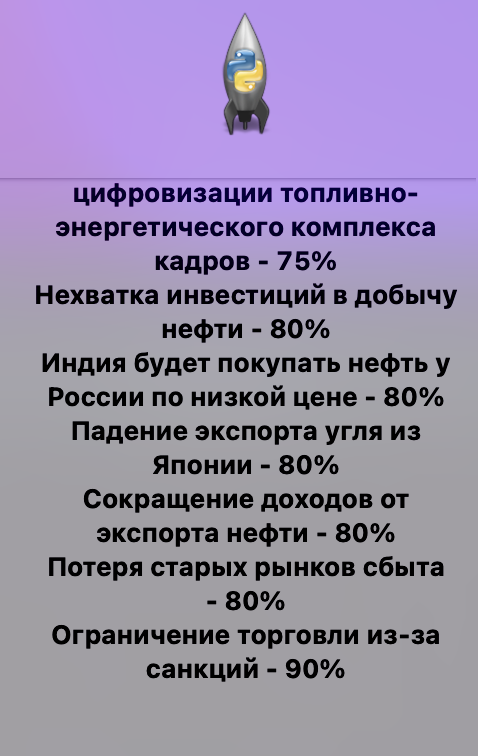 цифровизации топливно-
энергетического комплекса
кадров - 75%
Нехватка инвестиций в добычу
нефти - 80%
Индия будет покупать нефть у
России по низкой цене - 80%
Падение экспорта угля из
Японии - 80%
Сокращение доходов от
экспорта нефти - 80%
Потеря старых рынков сбыта
- 80%
Ограничение торговли из-за
санкций - 90%